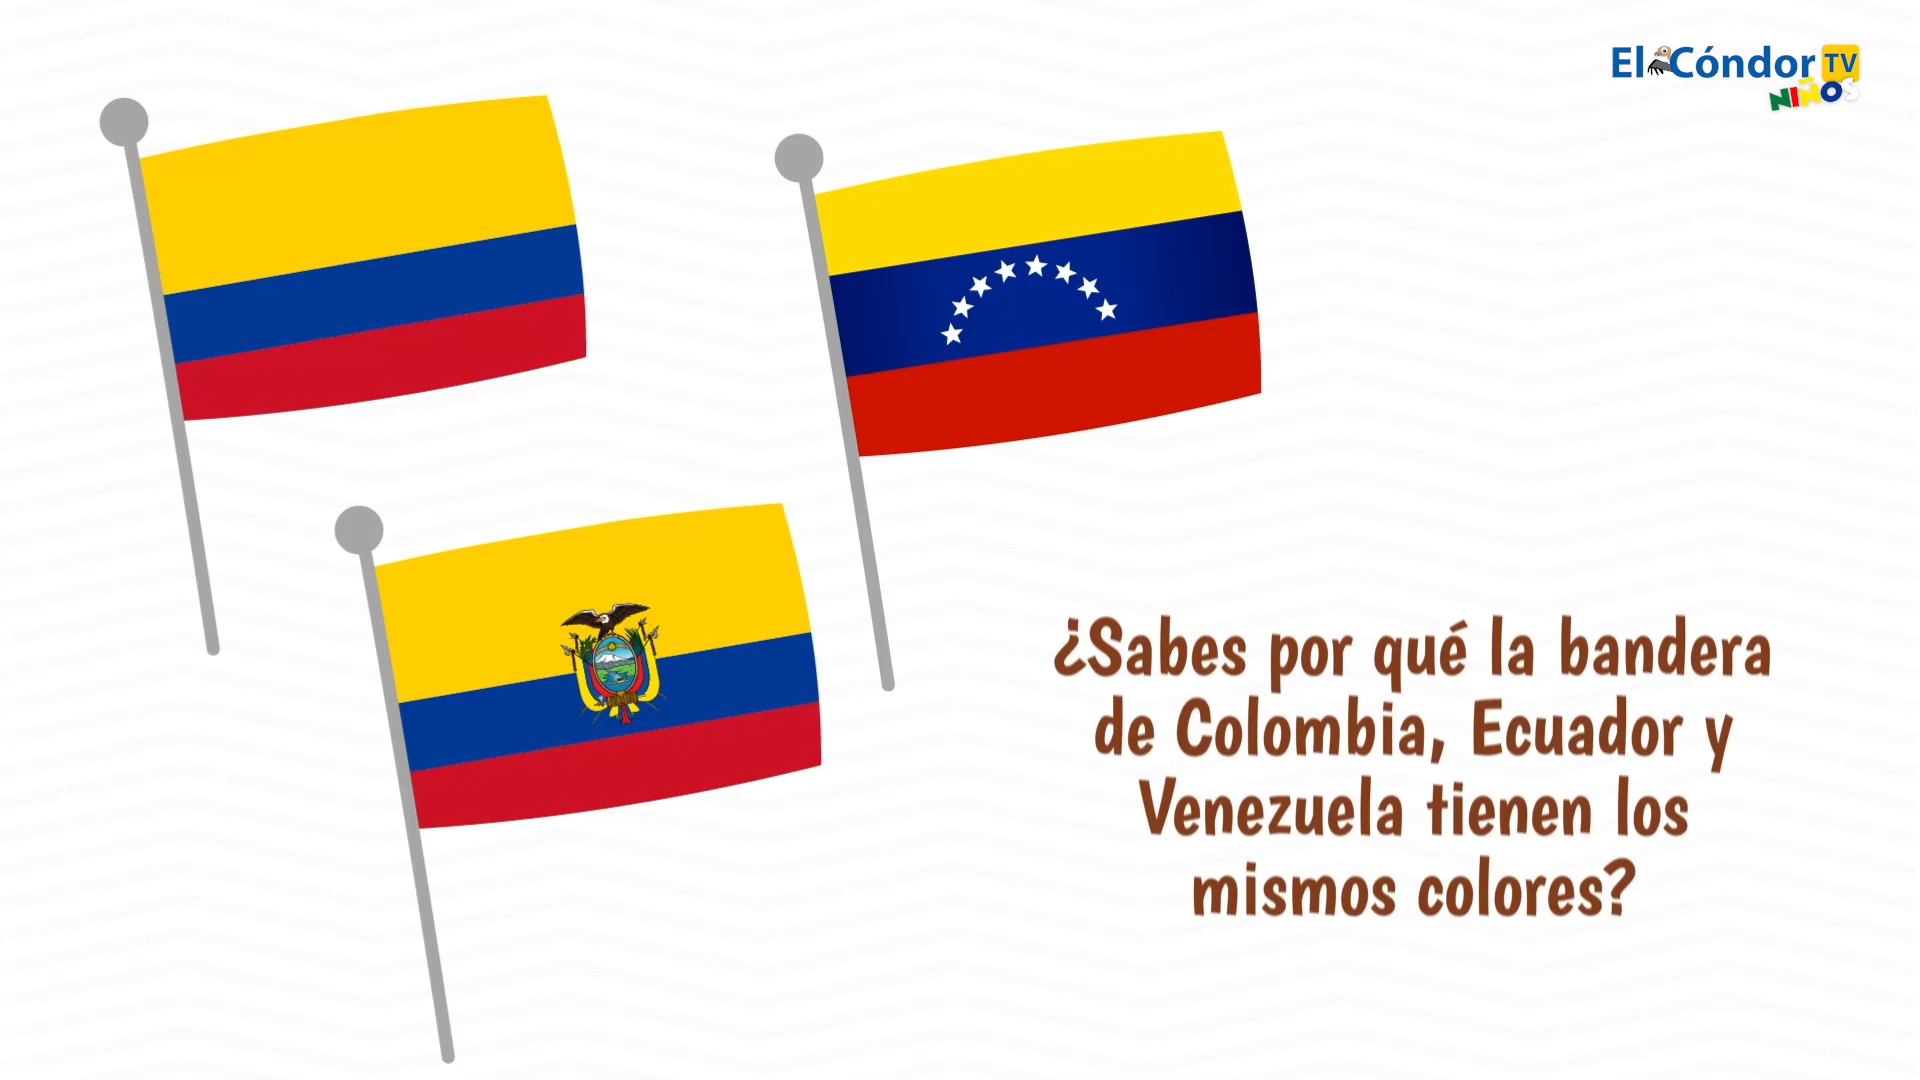 El Cóndor TV
NIÑOS
¿Sabes por qué la bandera
de Colombia, Ecuador y
Venezuela tienen los
mismos colores?